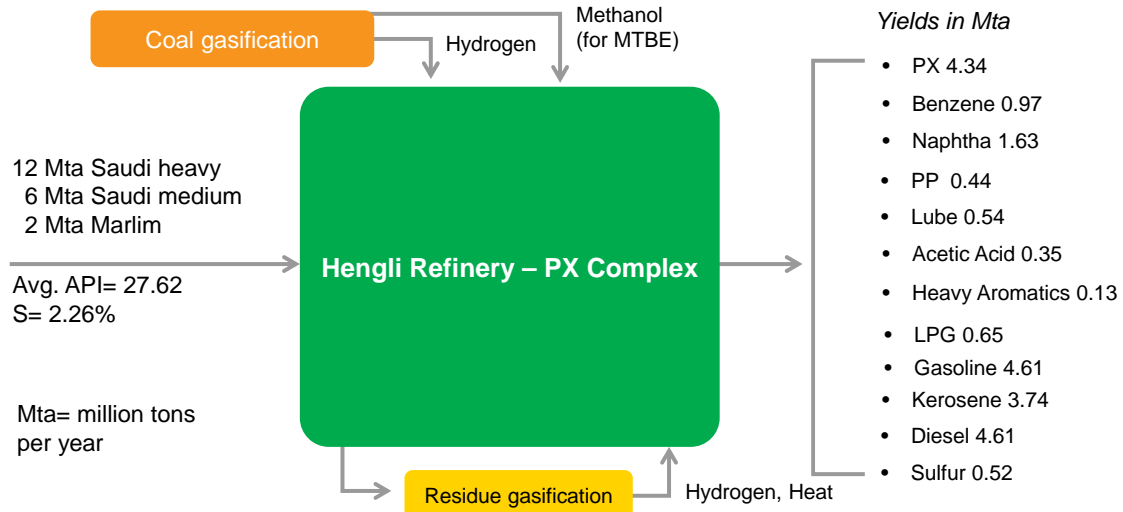 Coal gasification
Hydrogen
Methanol
(for MTBE)
Yields in Mta
12 Mta Saudi heavy
6 Mta Saudi medium
2 Mta Marlim
Avg. API= 27.62
S= 2.26%
Mta= million tons
per year
Hengli Refinery – PX Complex
Residue gasification
Hydrogen, Heat
• PX 4.34
• Benzene 0.97
• Naphtha 1.63
• PP 0.44
• Lube 0.54
• Acetic Acid 0.35
• Heavy Aromatics 0.13
• LPG 0.65
• Gasoline 4.61
• Kerosene 3.74
• Diesel 4.61
• Sulfur 0.52